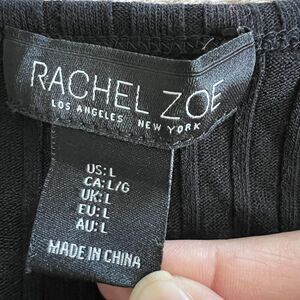 RACHEL ZOE
LOS ANGELES NEW YORK
US: L
CA: L/G
UK: L
EU: L
AU: L
MADE IN CHINA